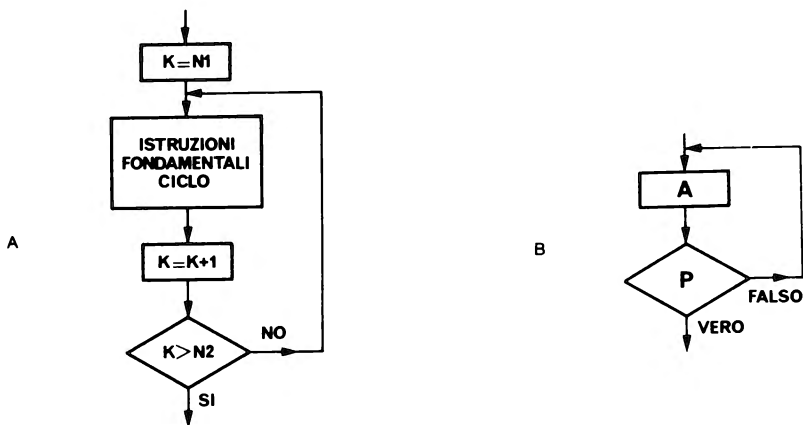 K=N1
ISTRUZIONI
FONDAMENTALI
CICLO
A
K=K+1
K>N2
NO
SI
A
B
P
FALSO
VERO